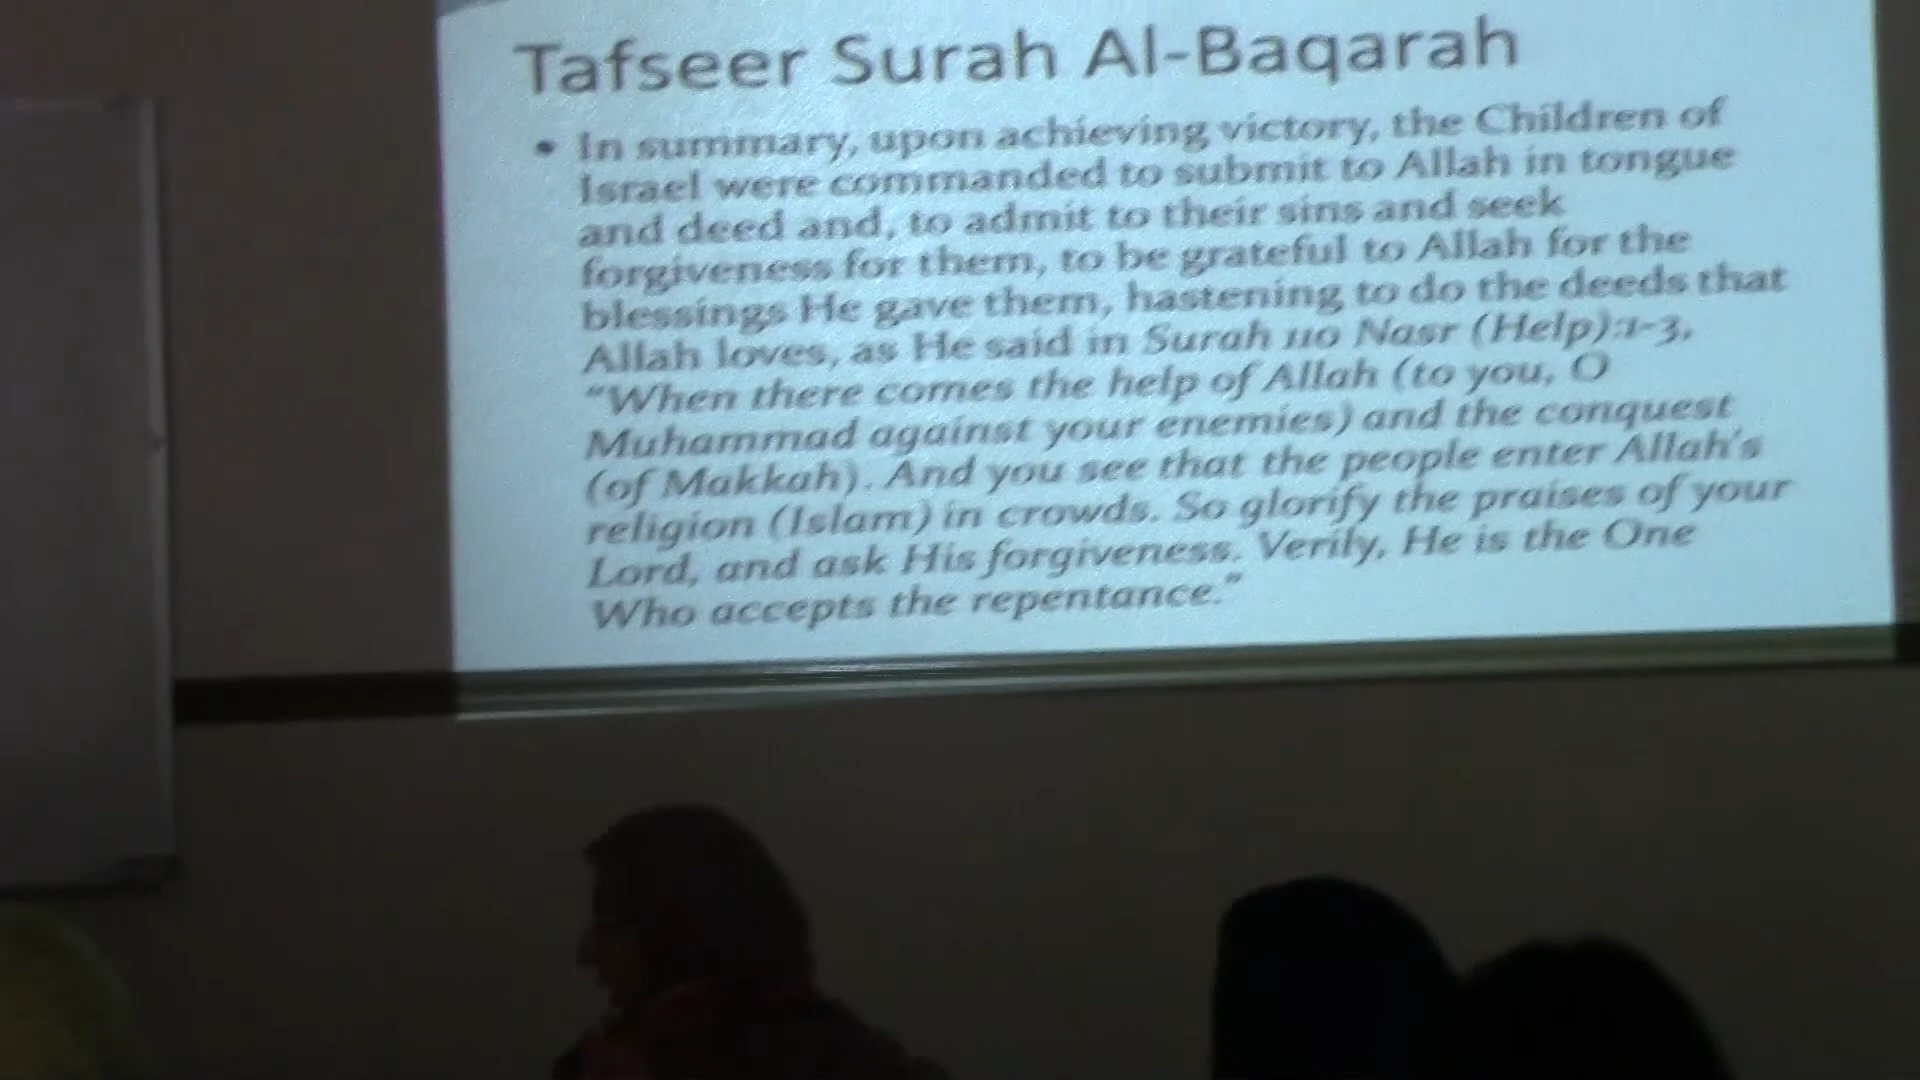 Tafseer Surah Al-Baqarah
• In summary, upon achieving victory, the Children of
Israel were commanded to submit to Allah in tongue
and deed and, to admit to their sins and seek
forgiveness for them, to be grateful to Allah for the
blessings He gave them, hastening to do the deeds that
Allah loves, as He said in Surah 110 Nasr (Help):1-3,
“When there comes the help of Allah (to you, O
Muhammad against your enemies) and the conquest
(of Makkah). And you see that the people enter Allah's
religion (Islam) in crowds. So glorify the praises of your
Lord, and ask His forgiveness. Verily, He is the One
Who accepts the repentance.”